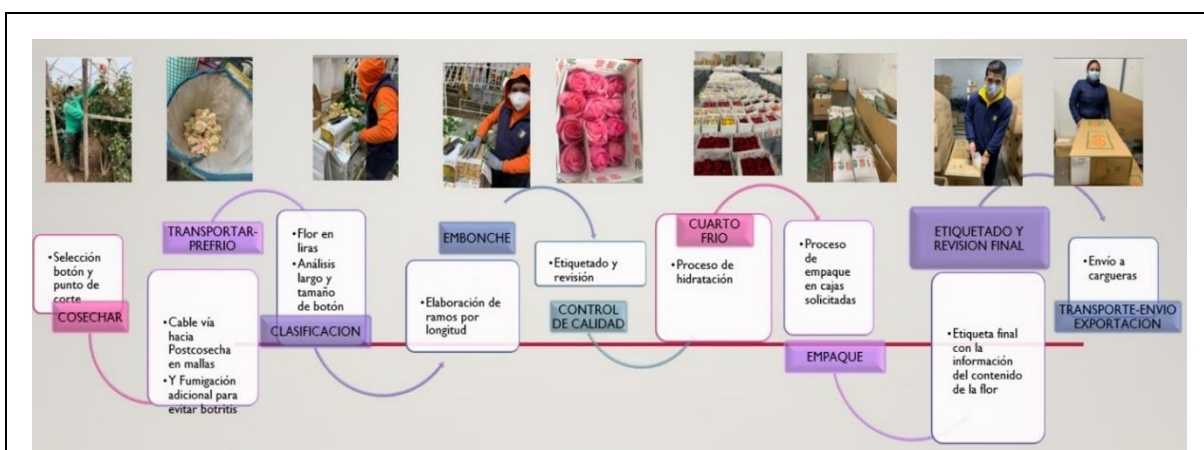 •Selección
botón y
punto de
corte
COSECHAR
TRANSPORTAR-
PREFRIO
•Cable vía
hacia
Postcosecha
en mallas
•Y Fumigación
adicional para
evitar botritis
•Flor en
liras
•Análisis
largo y
tamaño
de botón
CLASIFICACION
EMBONCHE
•Elaboración de
ramos por
longitud
•Etiquetado y
revisión
CONTROL
DE CALIDAD
CUARTO
FRIO
•Proceso de
hidratación
•Proceso
de
empaque
en cajas
solicitadas
EMPAQUE
ETIQUETADO Y
REVISION FINAL
•Etiqueta final
con la
información
del contenido
de la flor
•Envío a
cargueras
TRANSPORTE-ENVIO
EXPORTACION